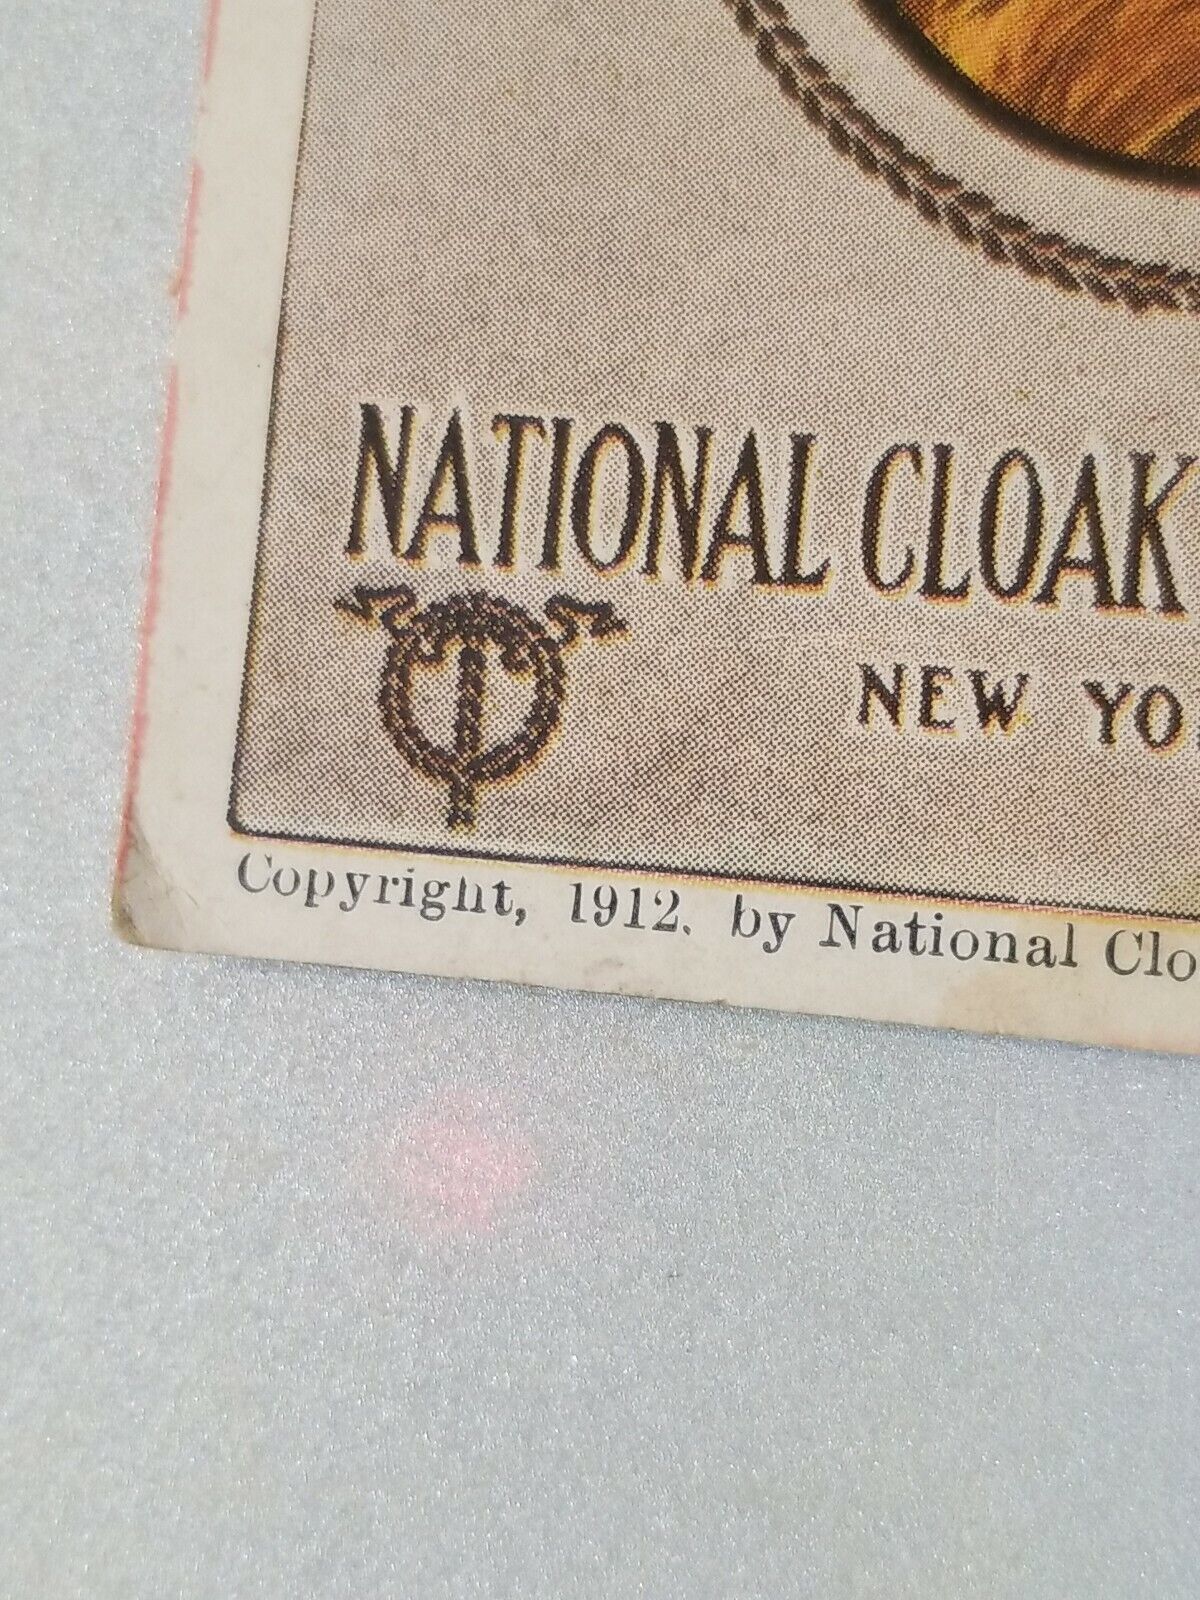 NATIONAL CLOAK
NEW YO
Copyright, 1912. by National Clo